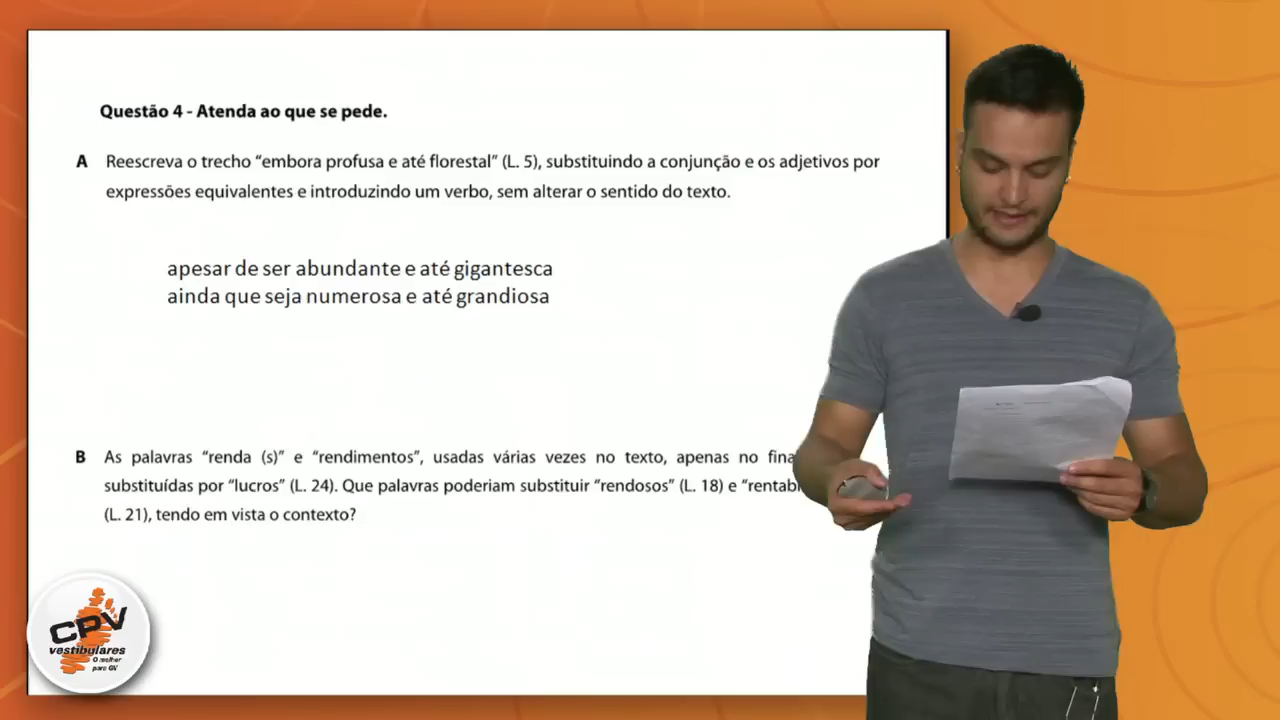 Questão 4 - Atenda ao que se pede.
A Reescreva o trecho “embora profusa e até florestal” (L. 5), substituindo a conjunção e os adjetivos por
expressões equivalentes e introduzindo um verbo, sem alterar o sentido do texto.
apesar de ser abundante e até gigantesca
ainda que seja numerosa e até grandiosa
B As palavras “renda (s)” e “rendimentos”, usadas várias vezes no texto, apenas no
substituídas por “lucros” (L. 24). Que palavras poderiam substituir “rendosos” (L. 18) e
(L. 21), tendo em vista o contexto?
CPV
vestibulares
O melhor
para GV